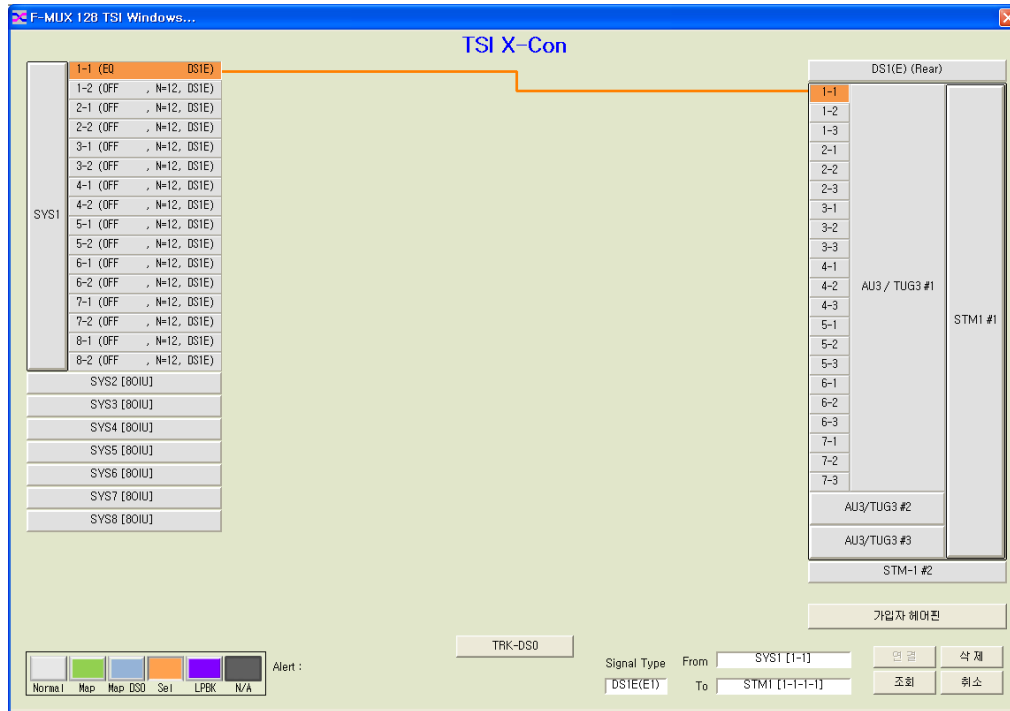 F-MUX 128 TSI Windows...
TSI X-Con
SYS1
1-1 (EQ DS1E)
1-2 (OFF , N=12, DS1E)
2-1 (OFF , N=12, DS1E)
2-2 (OFF , N=12, DS1E)
3-1 (OFF , N=12, DS1E)
3-2 (OFF , N=12, DS1E)
4-1 (OFF , N=12, DS1E)
4-2 (OFF , N=12, DS1E)
5-1 (OFF , N=12, DS1E)
5-2 (OFF , N=12, DS1E)
6-1 (OFF , N=12, DS1E)
6-2 (OFF , N=12, DS1E)
7-1 (OFF , N=12, DS1E)
7-2 (OFF , N=12, DS1E)
8-1 (OFF , N=12, DS1E)
8-2 (OFF , N=12, DS1E)
SYS2 [8OIU]
SYS3 [8OIU]
SYS4 [8OIU]
SYS5 [8OIU]
SYS6 [8OIU]
SYS7 [8OIU]
SYS8 [8OIU]
DS1(E) (Rear)
1-1
1-2
1-3
2-1
2-2
2-3
3-1
3-2
3-3
4-1
4-2
4-3
5-1
5-2
5-3
6-1
6-2
6-3
7-1
7-2
7-3
AU3 / TUG3 #1
AU3/TUG3 #2
AU3/TUG3 #3
STM1 #1
STM-1 #2
가입자 헤어핀
TRK-DS0
Normal Map Map DS0 Sel LPBK N/A
Alert :
Signal Type
DS1E(E1)
From SYS1 [1-1]
To STM1 [1-1-1-1]
연 결 삭 제
조회 취소